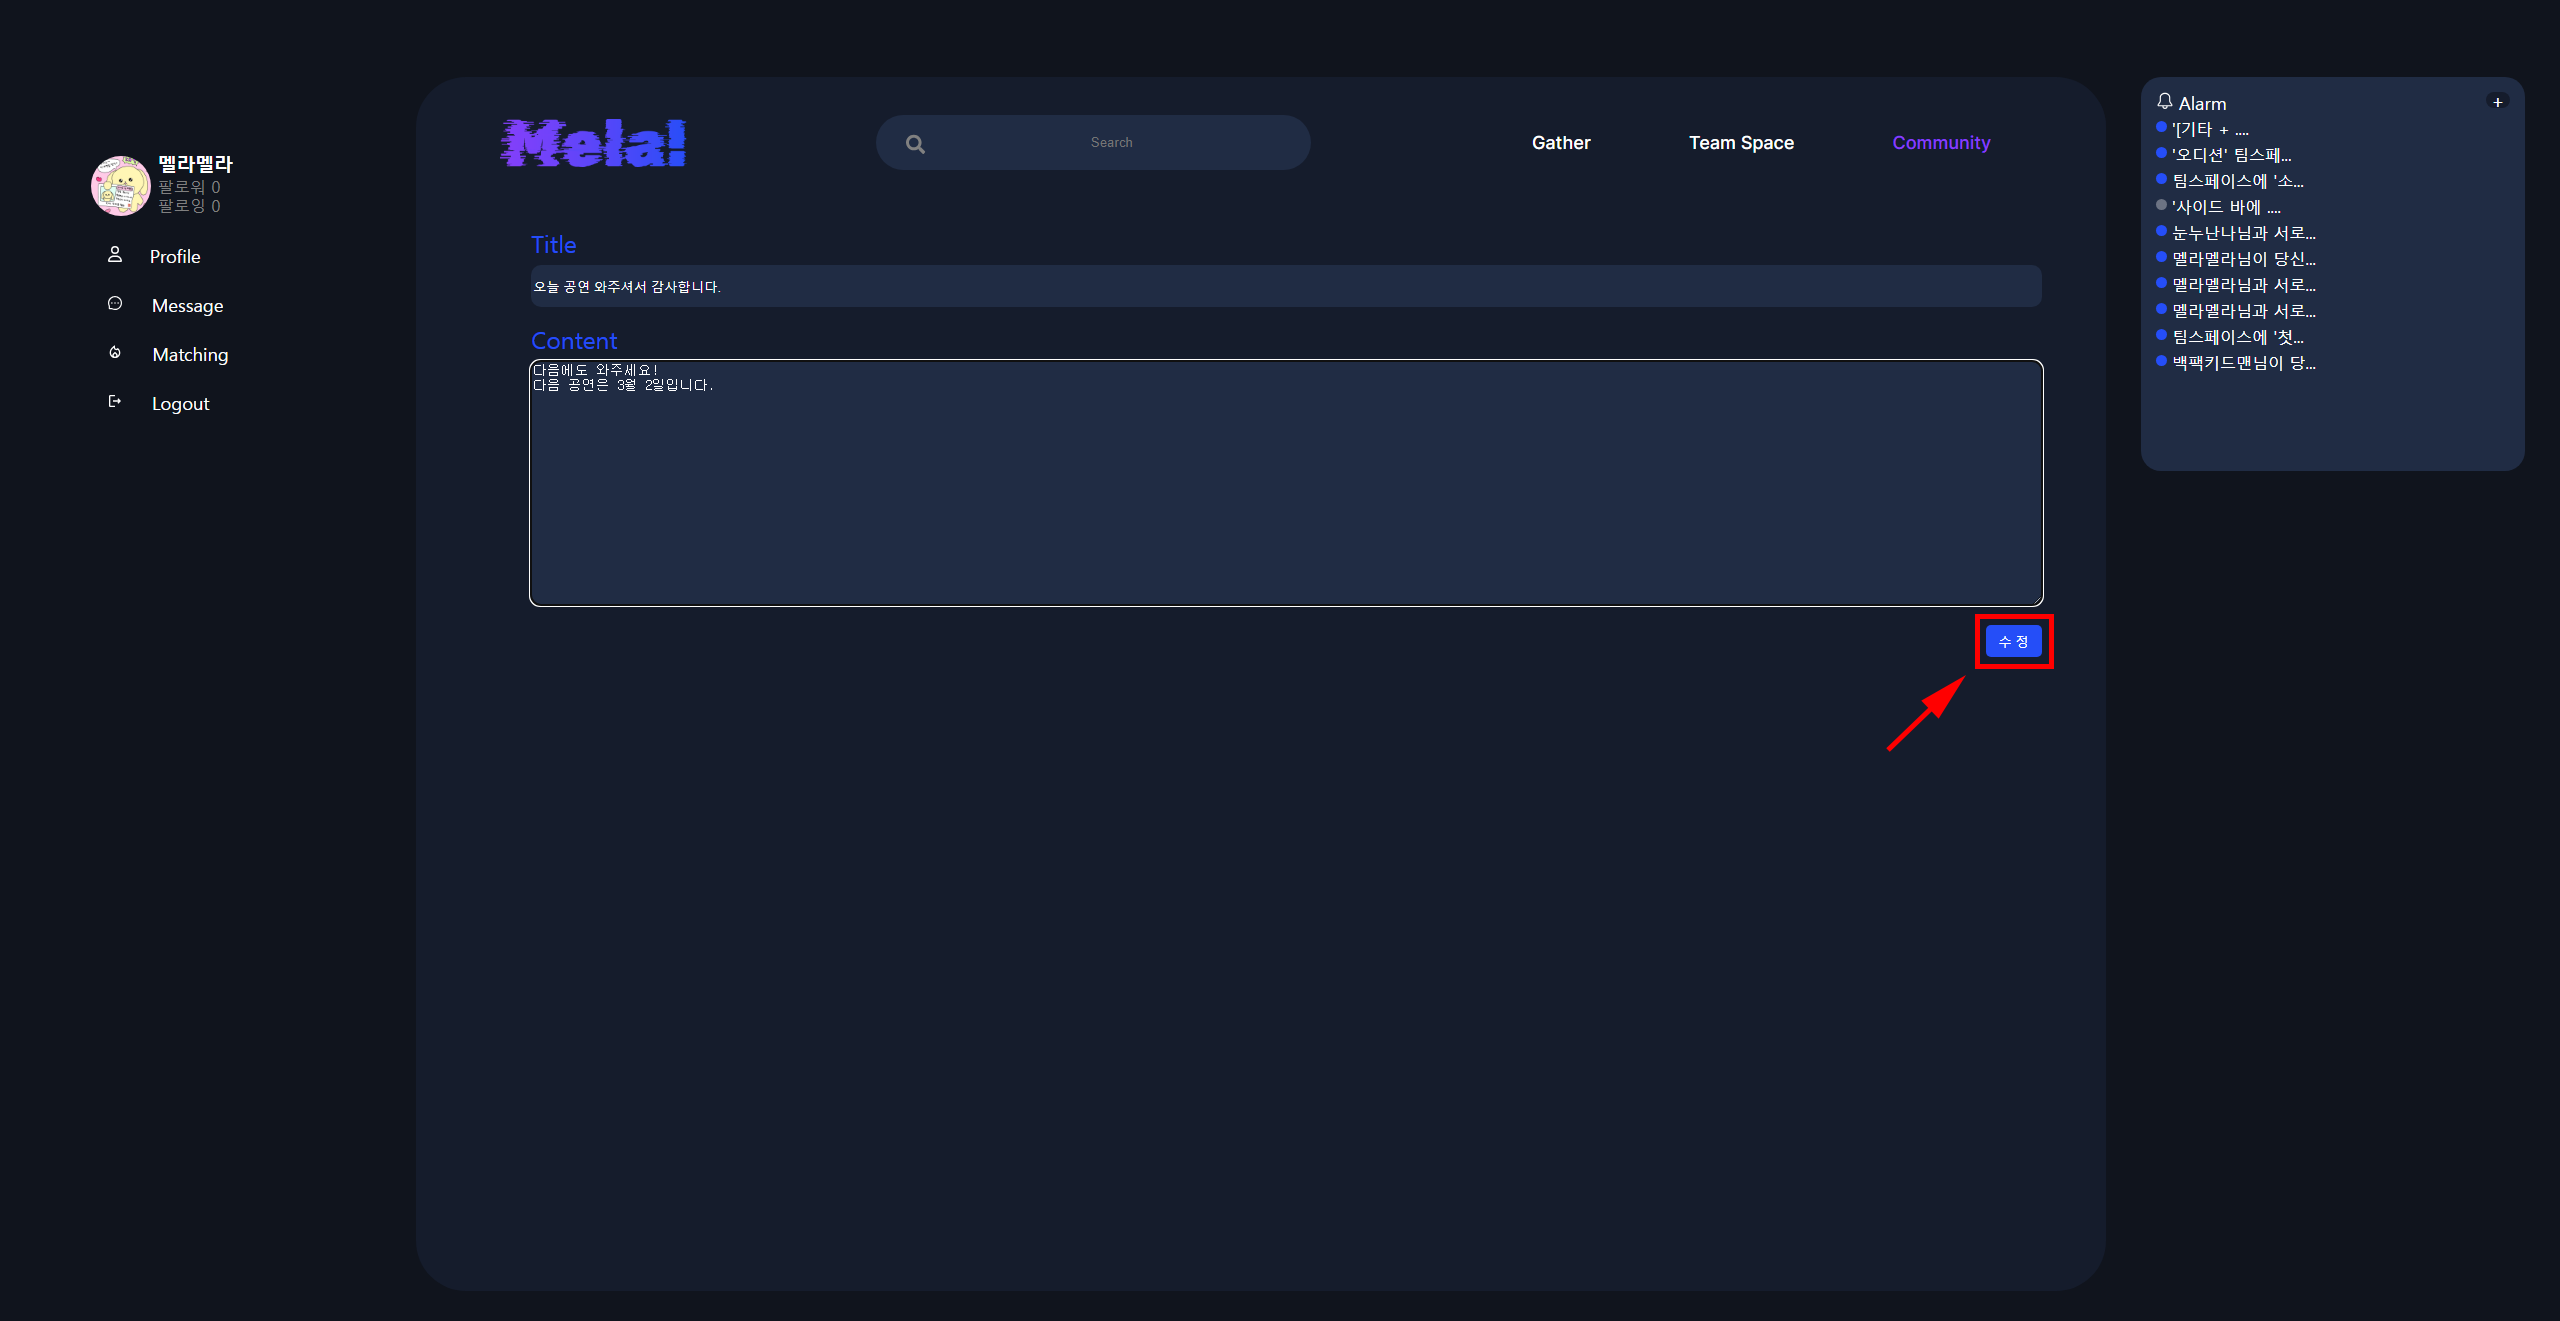 멜라멜라
팔로워 0
팔로잉 0
Profile
Message
Matching
Logout
Mela!
Search
Gather
Team Space
Community
Title
오늘 공연 와주셔서 감사합니다.
Content
다음에도 와주세요!
다음 공연은 3월 2일입니다.
수 정
Alarm
+
'[기타 + ....
'오디션' 팀스페...
팀스페이스에 '소...
'사이드 바에 ....
눈누난나님과 서로...
멜라멜라님이 당신...
멜라멜라님과 서로...
멜라멜라님과 서로...
팀스페이스에 '첫...
백팩키드맨님이 당...